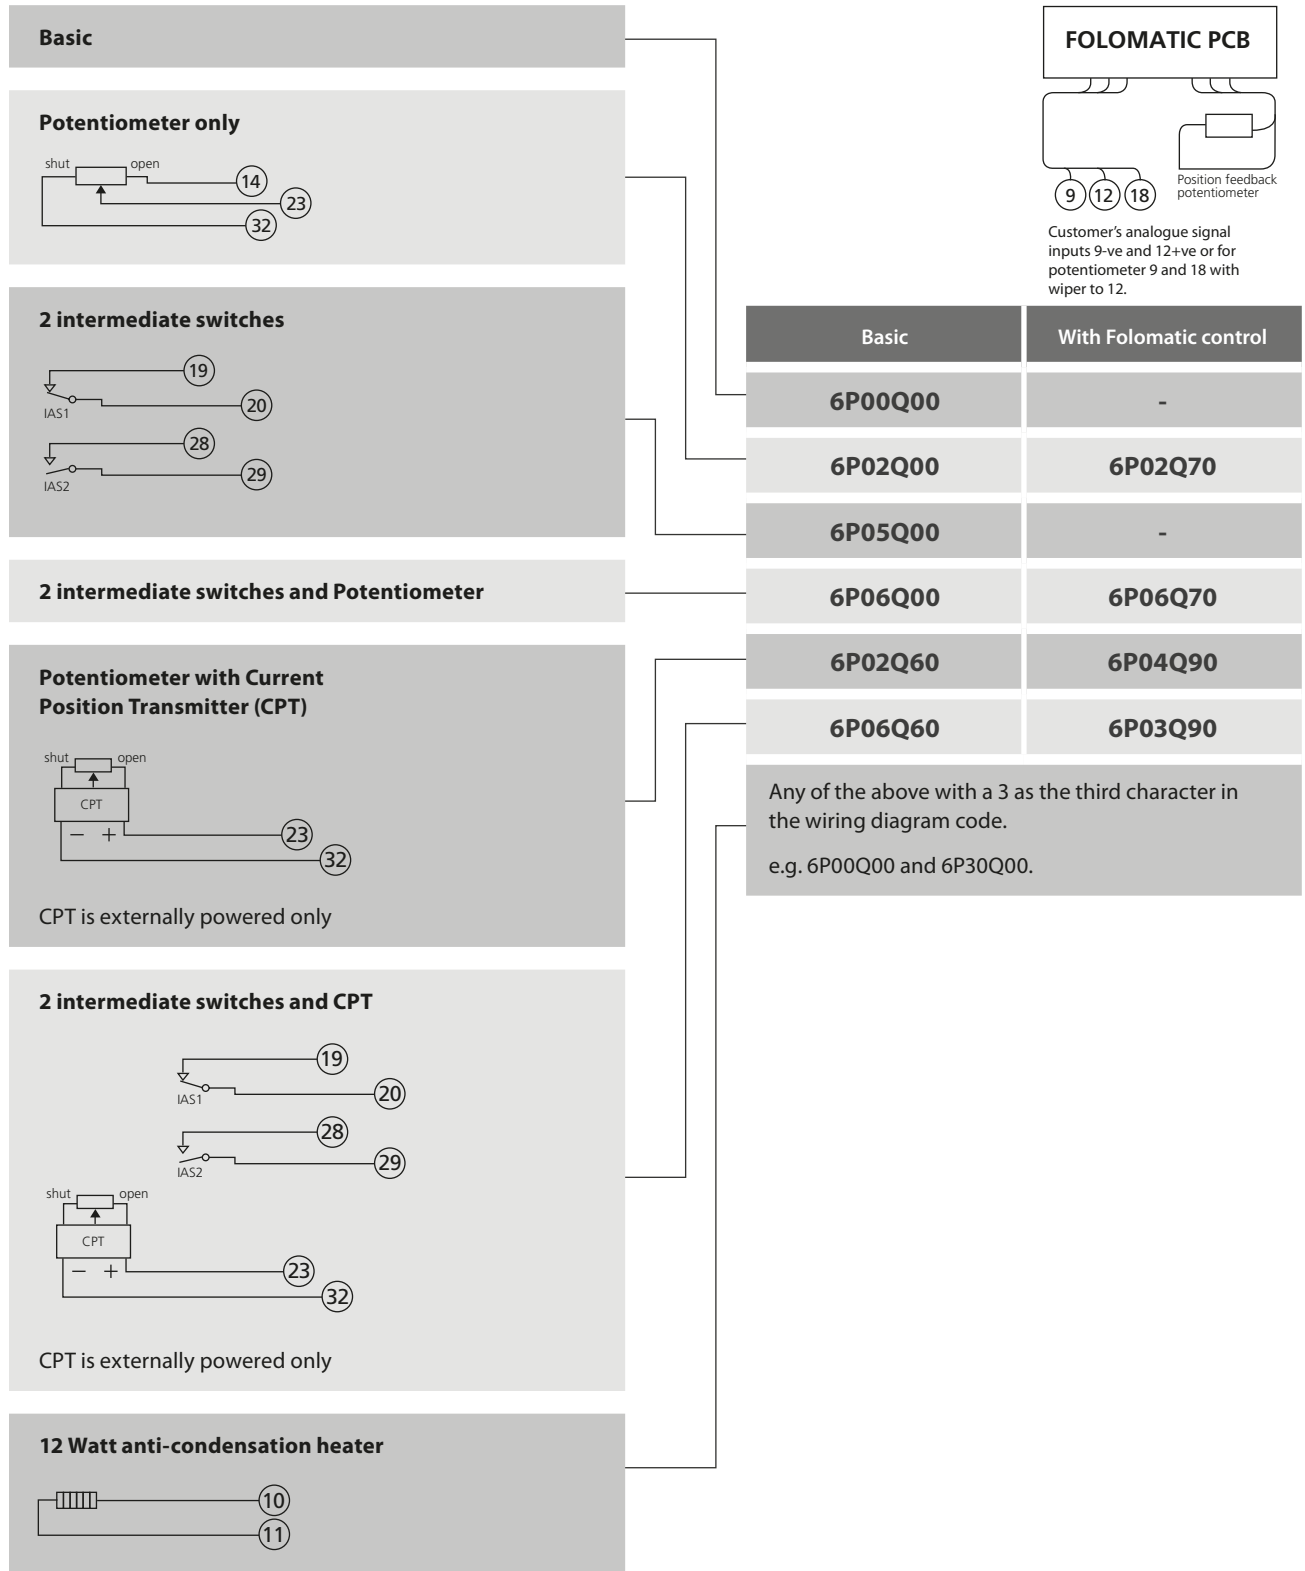 Basic
Potentiometer only
shut open
14
23
32
2 intermediate switches
19
IAS1
20
28
IAS2
29
2 intermediate switches and Potentiometer
Potentiometer with Current
Position Transmitter (CPT)
shut open
CPT
− +
23
32
CPT is externally powered only
2 intermediate switches and CPT
19
IAS1
20
28
IAS2
29
shut open
CPT
− +
23
32
CPT is externally powered only
12 Watt anti-condensation heater
10
11
FOLOMATIC PCB
9 12 18
Position feedback
potentiometer
Customer's analogue signal
inputs 9-ve and 12+ve or for
potentiometer 9 and 18 with
wiper to 12.
Basic With Folomatic control
6P00Q00 -
6P02Q00 6P02Q70
6P05Q00 -
6P06Q00 6P06Q70
6P02Q60 6P04Q90
6P06Q60 6P03Q90
Any of the above with a 3 as the third character in
the wiring diagram code.
e.g. 6P00Q00 and 6P30Q00.